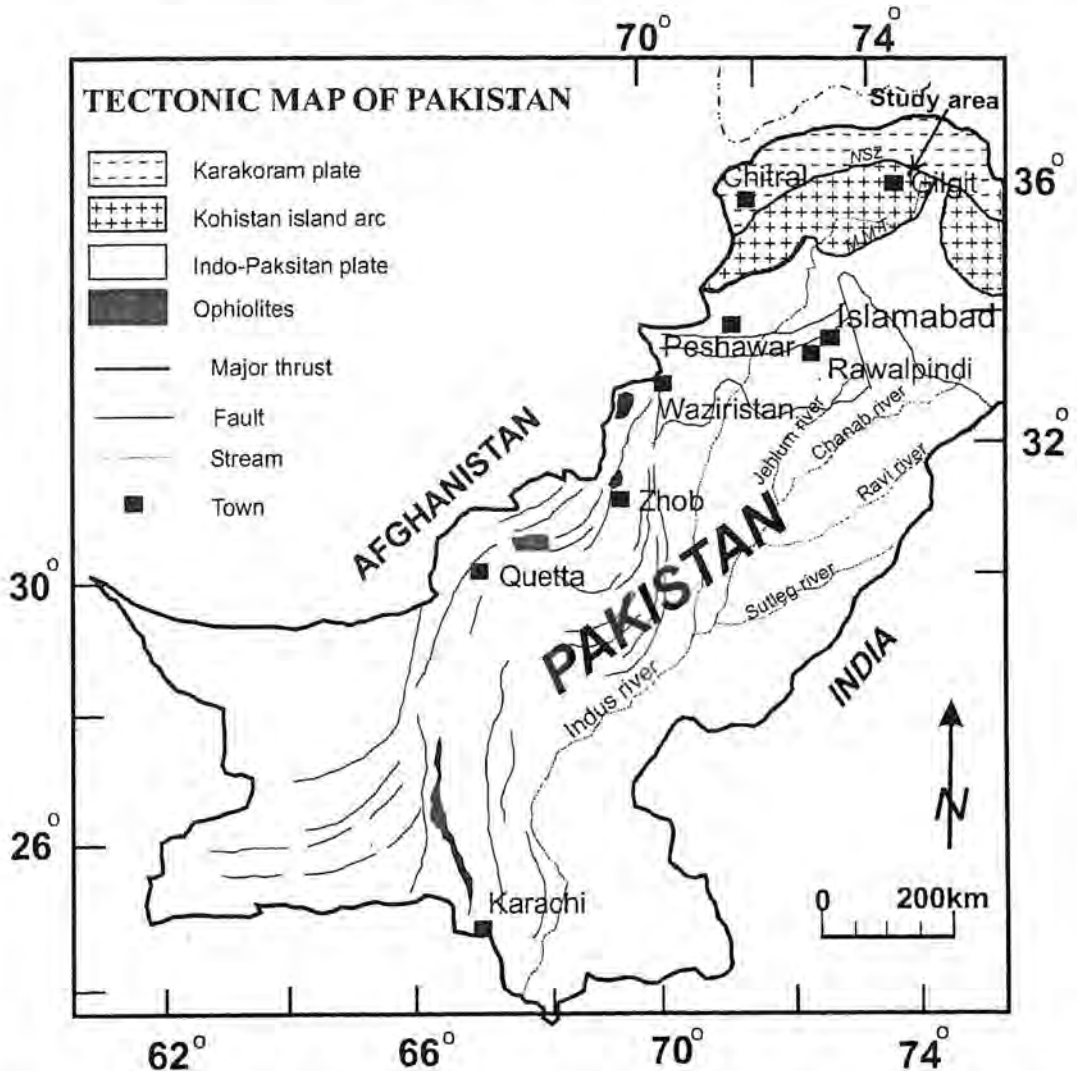 70° 74°
TECTONIC MAP OF PAKISTAN
Study area
Karakoram plate
Kohistan island arc
Indo-Paksitan plate
Ophiolites
Major thrust
Fault
Stream
Town
NSZ
Chitral
Gilgit
36°
M.M.T.
Islamabad
Peshawar
Rawalpindi
Waziristan
Jehlum river
Chanab river
32°
Ravi river
AFGHANISTAN
Zhob
PAKISTAN
30°
Quetta
Sutleg river
Indus river
INDIA
N
26°
Karachi
0 200km
62° 66° 70° 74°